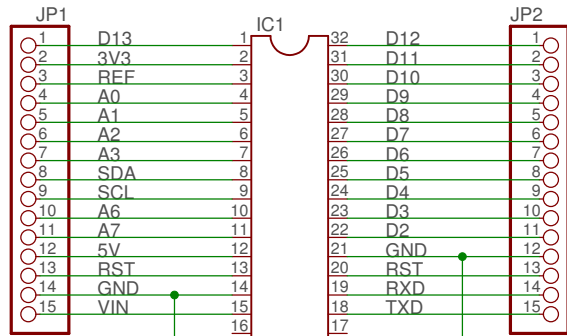 JP1 IC1 JP2
1 D13 1 32 D12 1
2 3V3 2 31 D11 2
3 REF 3 30 D10 3
4 A0 4 29 D9 4
5 A1 5 28 D8 5
6 A2 6 27 D7 6
7 A3 7 26 D6 7
8 SDA 8 25 D5 8
9 SCL 9 24 D4 9
10 A6 10 23 D3 10
11 A7 11 22 D2 11
12 5V 12 21 GND 12
13 RST 13 20 RST 13
14 GND 14 19 RXD 14
15 VIN 15 18 TXD 15
16 17